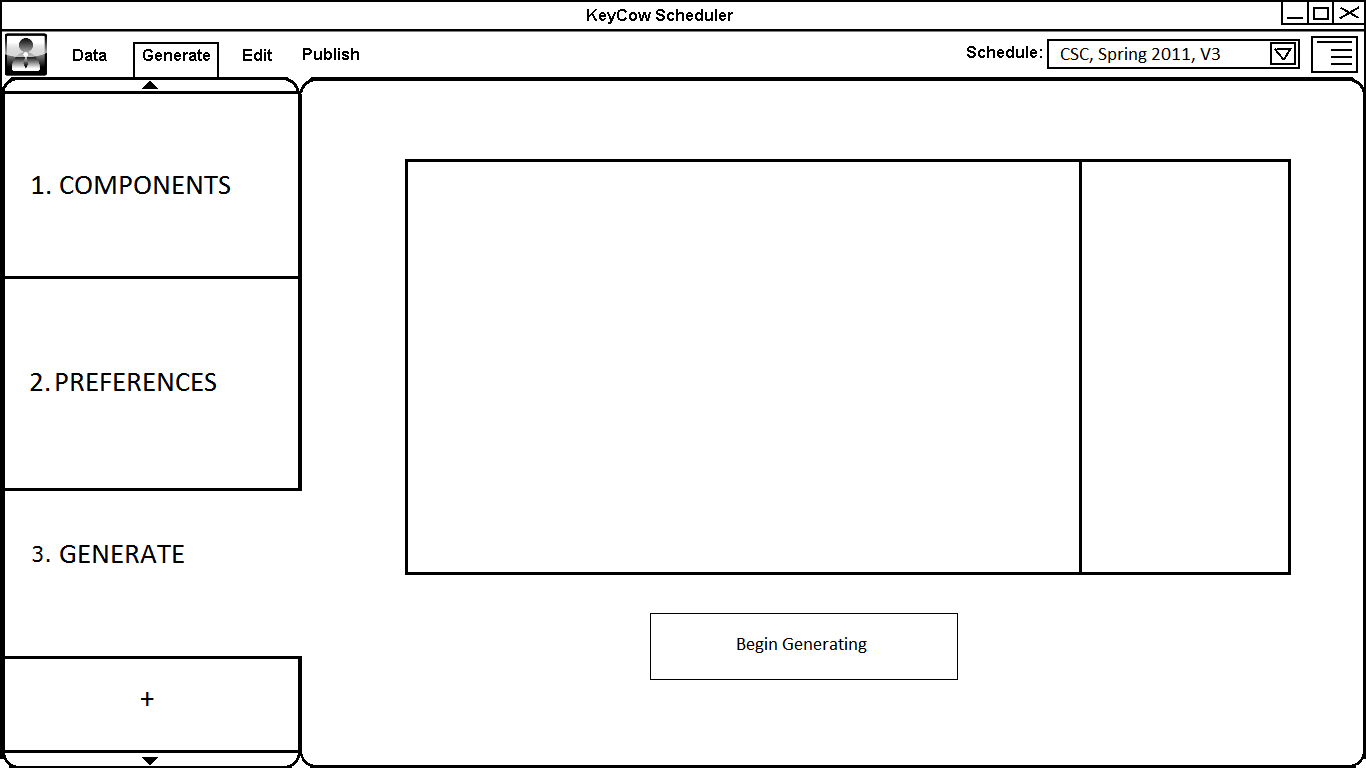 KeyCow Scheduler
Data Generate Edit Publish Schedule: CSC, Spring 2011, V3
1. COMPONENTS
2. PREFERENCES
3. GENERATE
+
Begin Generating